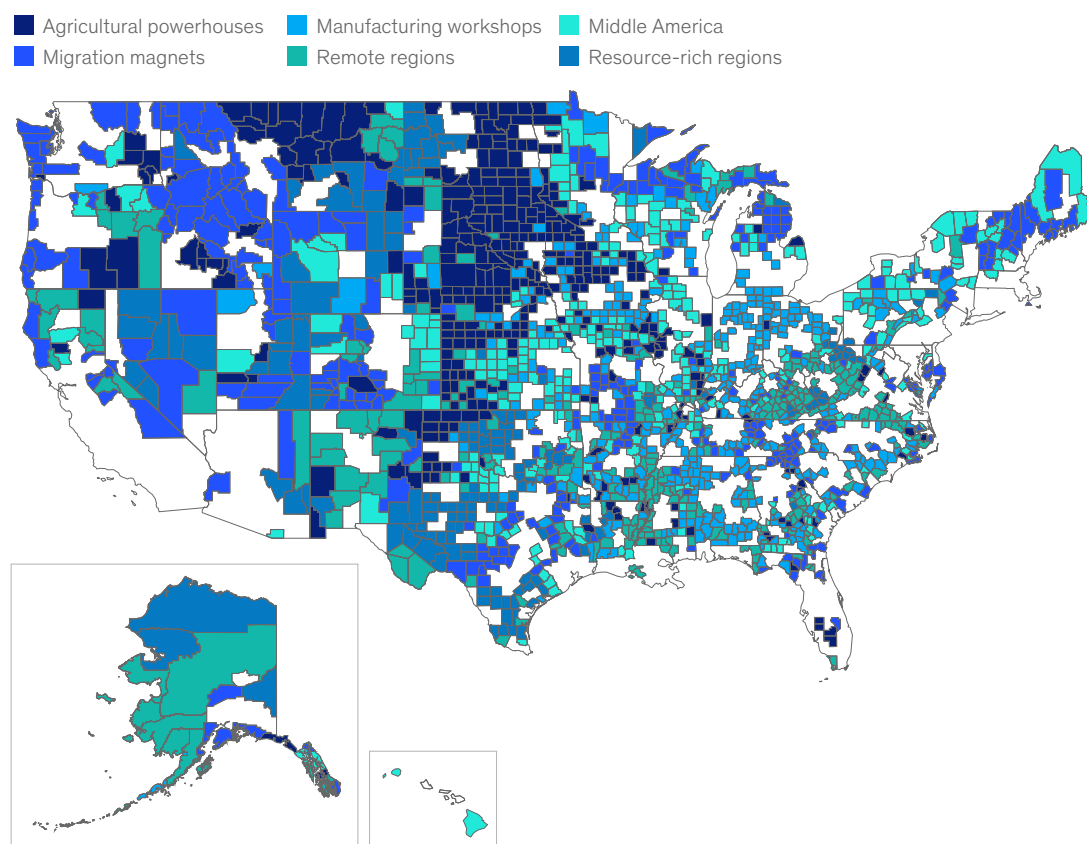 Agricultural powerhouses Manufacturing workshops Middle America
Migration magnets Remote regions Resource-rich regions